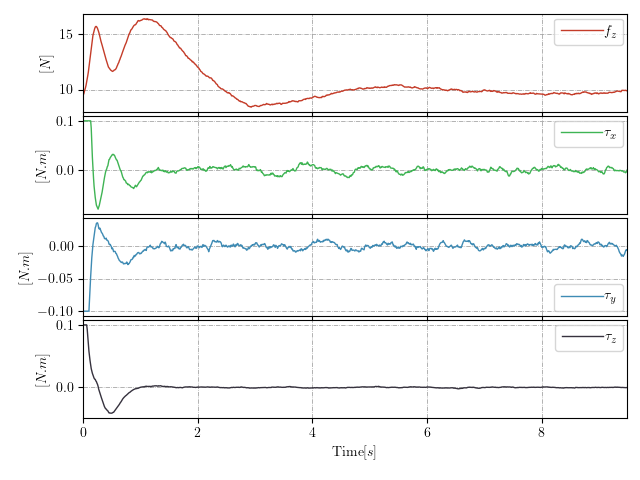 [N]
15
10
f_z
[N.m]
0.1
0.0
τ_x
[N.m]
0.00
−0.05
−0.10
τ_y
[N.m]
0.1
0.0
τ_z
0 2 4 6 8
Time[s]